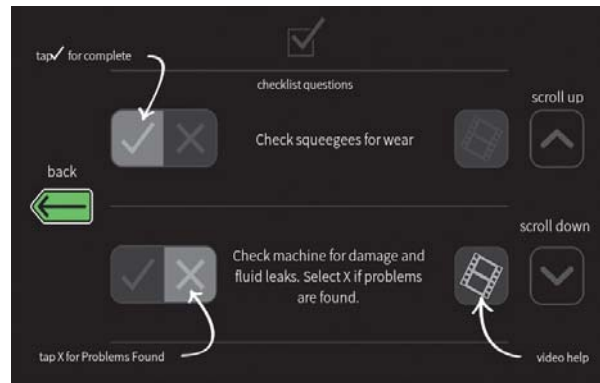 tap✓ for complete
checklist questions
scroll up
Check squeegees for wear
back
scroll down
Check machine for damage and
fluid leaks. Select X if problems
are found.
tap X for Problems Found
video help